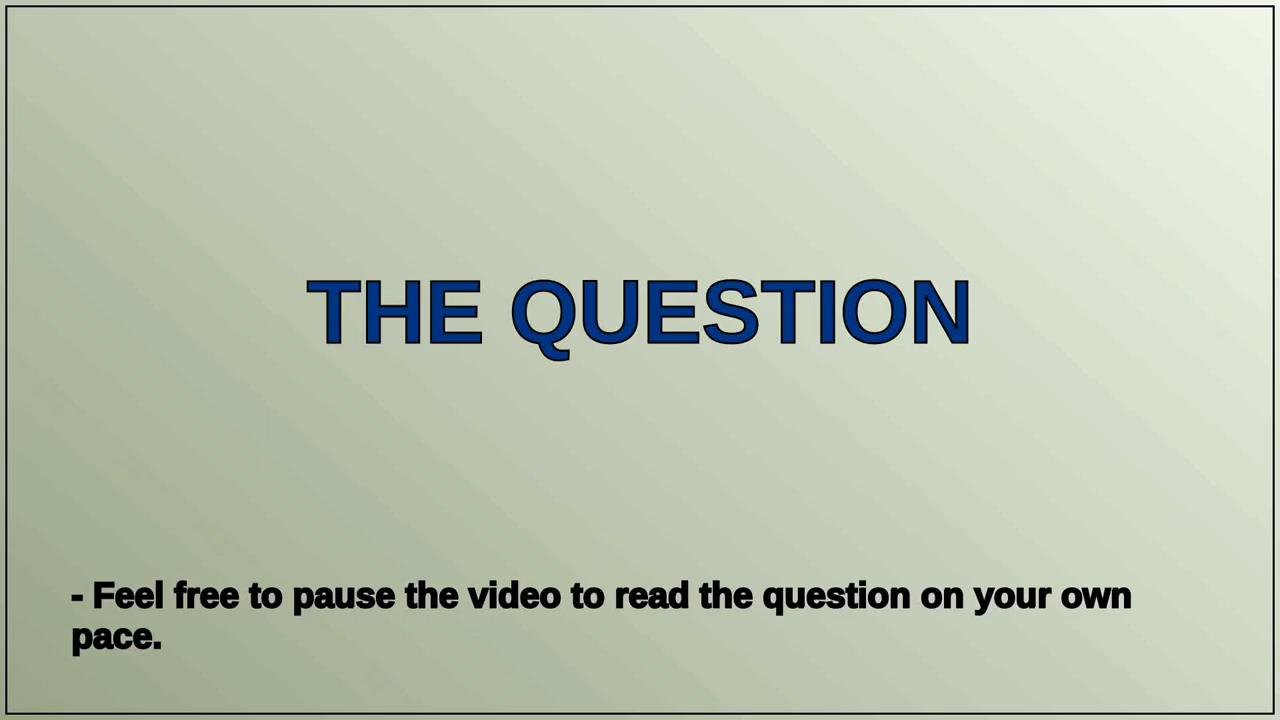 THE QUESTION
- Feel free to pause the video to read the question on your own
pace.